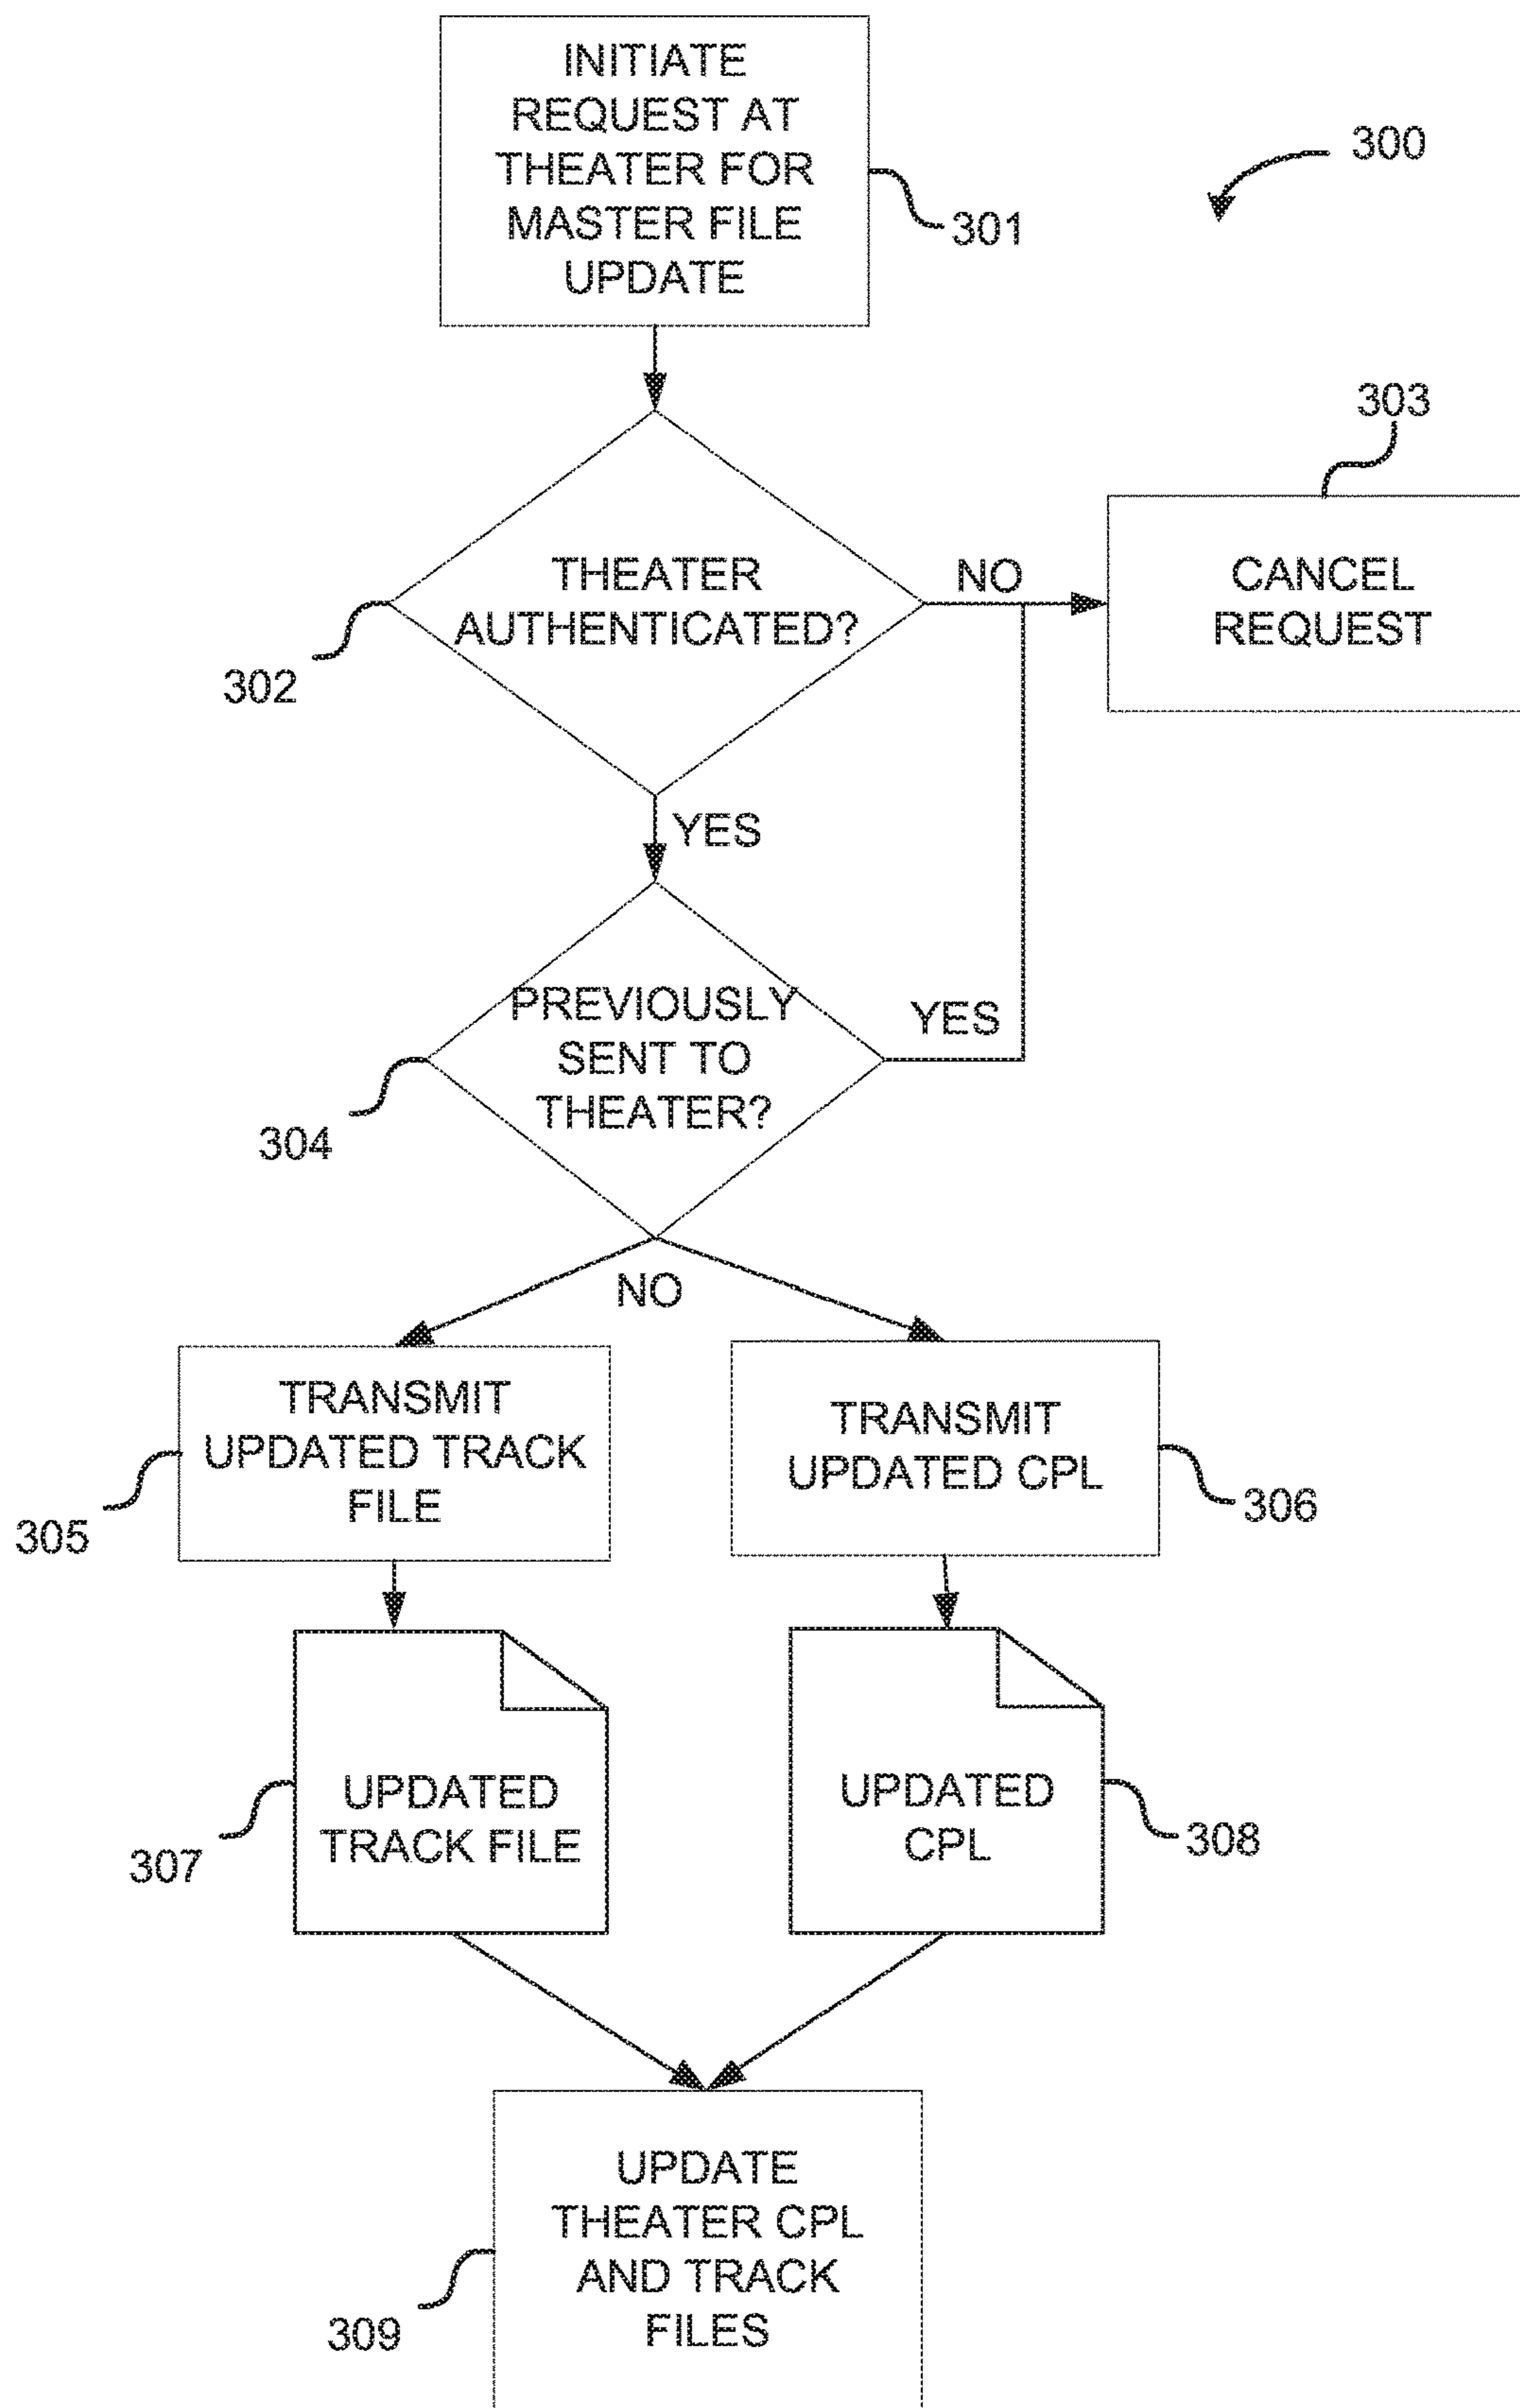 INITIATE
REQUEST AT
THEATER FOR
MASTER FILE
UPDATE
300
301
303
THEATER
AUTHENTICATED?
NO
CANCEL
REQUEST
302
YES
PREVIOUSLY
SENT TO
THEATER?
YES
304
NO
TRANSMIT
UPDATED TRACK
FILE
305
TRANSMIT
UPDATED CPL
306
UPDATED
TRACK FILE
307
UPDATED
CPL
308
UPDATE
THEATER CPL
AND TRACK
FILES
309